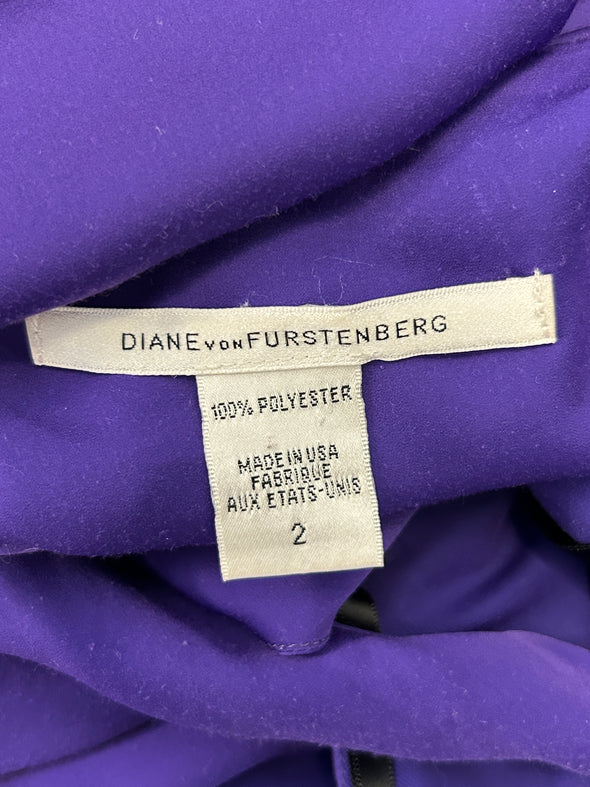 DIANE VON FURSTENBERG
100% POLYESTER
MADE IN USA
FABRIQUE
AUX ETATS-UNIS
2